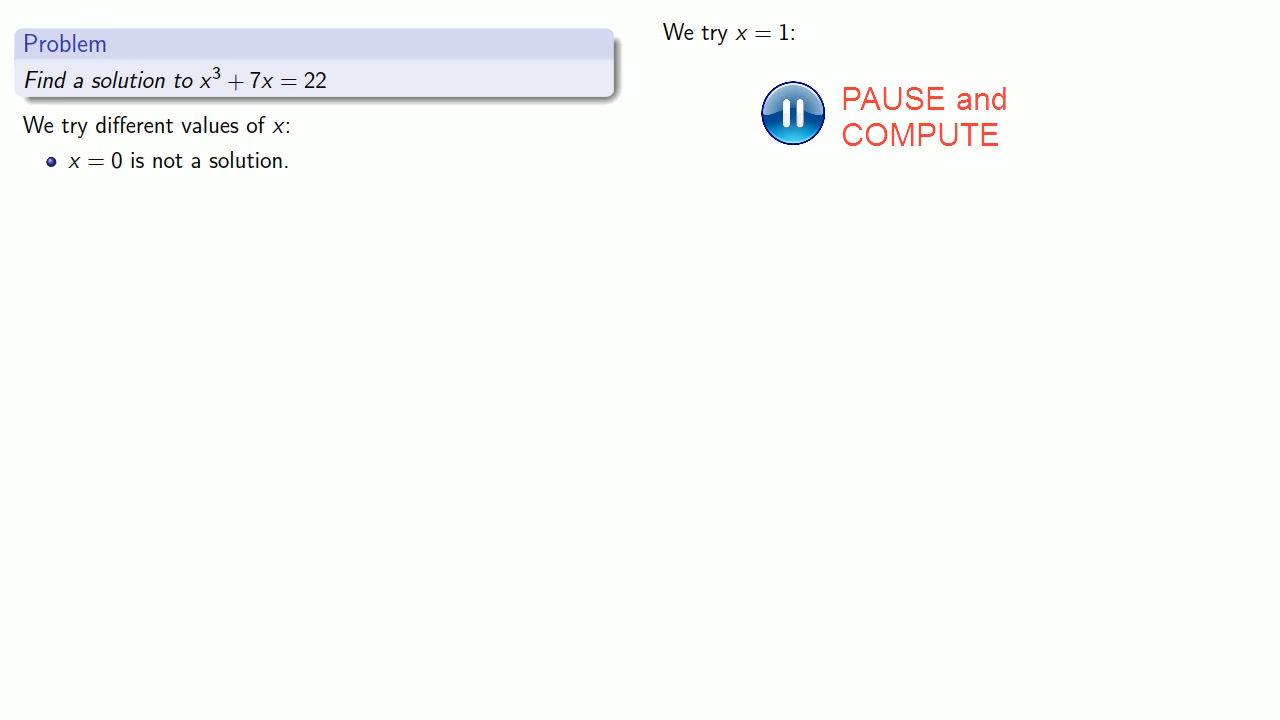 Problem
Find a solution to x³ + 7x = 22
We try different values of x:
x = 0 is not a solution.
We try x = 1:
PAUSE and
COMPUTE